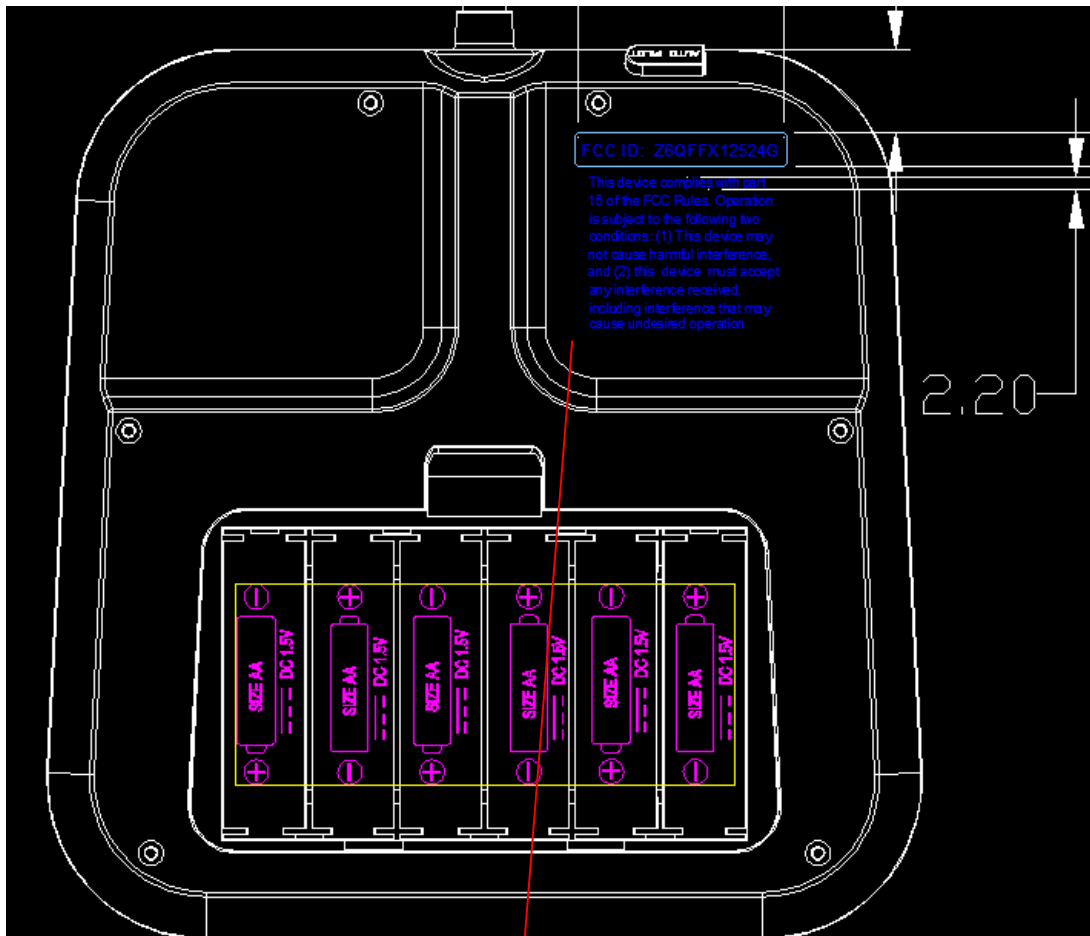 AUTO PILOT
FCC ID: Z6QFFX12524G
This device complies with part
15 of the FCC Rules. Operation
is subject to the following two
conditions: (1) This device may
not cause harmful interference,
and (2) this device must accept
any interference received,
including interference that may
cause undesired operation.
2.20
SIZE AA DC 1.5V
SIZE AA DC 1.5V
SIZE AA DC 1.5V
SIZE AA DC 1.5V
SIZE AA DC 1.5V
SIZE AA DC 1.5V